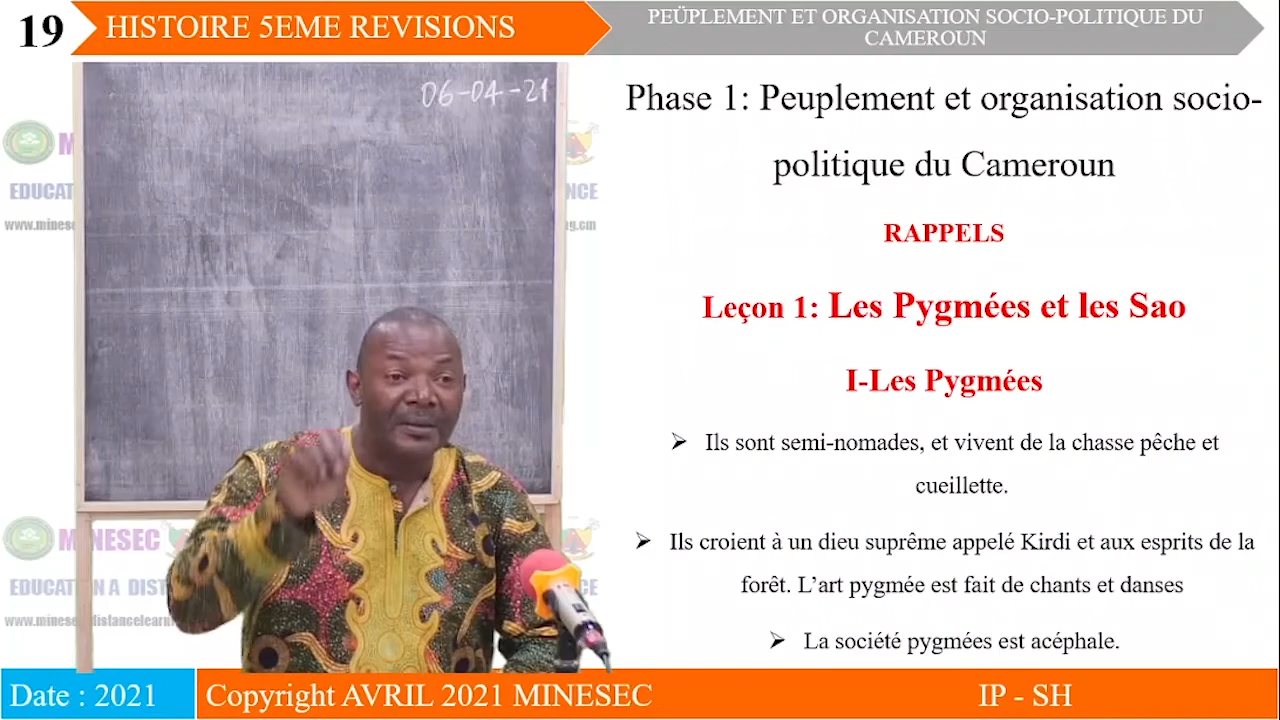 19
HISTOIRE 5EME REVISIONS
PEÜPLEMENT ET ORGANISATION SOCIO-POLITIQUE DU
CAMEROUN
06-04-21
Phase 1: Peuplement et organisation socio-
politique du Cameroun
RAPPELS
Leçon 1: Les Pygmées et les Sao
I-Les Pygmées
Ils sont semi-nomades, et vivent de la chasse pêche et
cueillette.
Ils croient à un dieu suprême appelé Kirdi et aux esprits de la
forêt. L'art pygmée est fait de chants et danses
La société pygmées est acéphale.
MINESEC
Date : 2021
Copyright AVRIL 2021 MINESEC
IP - SH